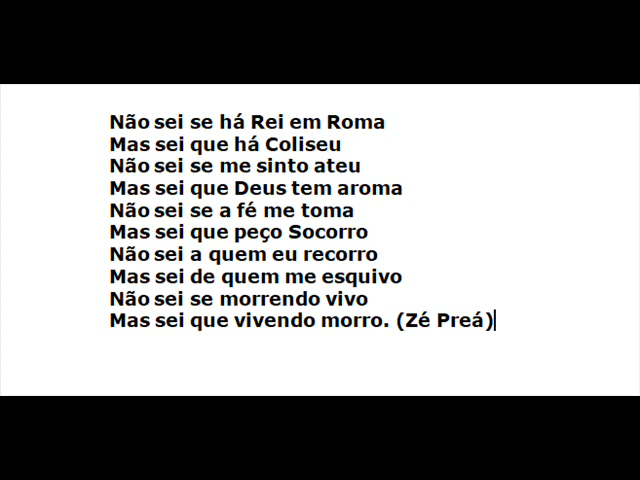 Não sei se há Rei em Roma
Mas sei que há Coliseu
Não sei se me sinto ateu
Mas sei que Deus tem aroma
Não sei se a fé me toma
Mas sei que peço Socorro
Não sei a quem eu recorro
Mas sei de quem me esquivo
Não sei se morrendo vivo
Mas sei que vivendo morro. (Zé Preá)